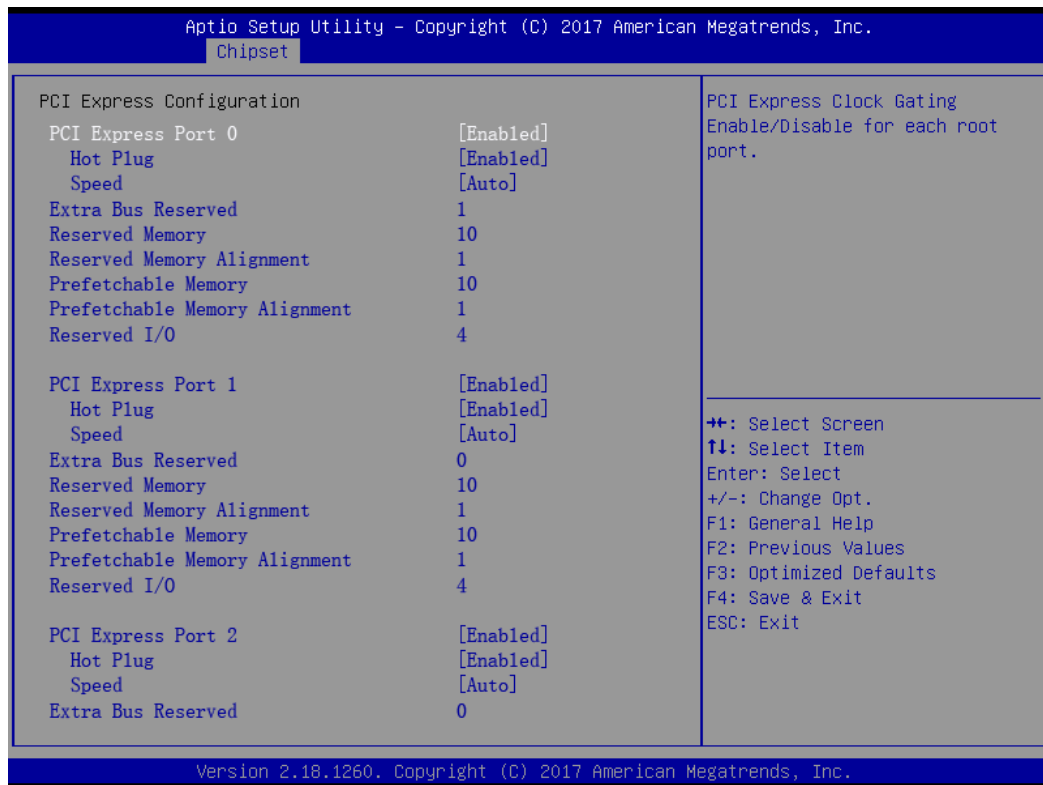 Aptio Setup Utility – Copyright (C) 2017 American Megatrends, Inc.
Chipset
PCI Express Configuration
PCI Express Port 0 [Enabled]
Hot Plug [Enabled]
Speed [Auto]
Extra Bus Reserved 1
Reserved Memory 10
Reserved Memory Alignment 1
Prefetchable Memory 10
Prefetchable Memory Alignment 1
Reserved I/O 4
PCI Express Port 1 [Enabled]
Hot Plug [Enabled]
Speed [Auto]
Extra Bus Reserved 0
Reserved Memory 10
Reserved Memory Alignment 1
Prefetchable Memory 10
Prefetchable Memory Alignment 1
Reserved I/O 4
PCI Express Port 2 [Enabled]
Hot Plug [Enabled]
Speed [Auto]
Extra Bus Reserved 0
PCI Express Clock Gating
Enable/Disable for each root
port.
→←: Select Screen
↑↓: Select Item
Enter: Select
+/-: Change Opt.
F1: General Help
F2: Previous Values
F3: Optimized Defaults
F4: Save & Exit
ESC: Exit
Version 2.18.1260. Copyright (C) 2017 American Megatrends, Inc.